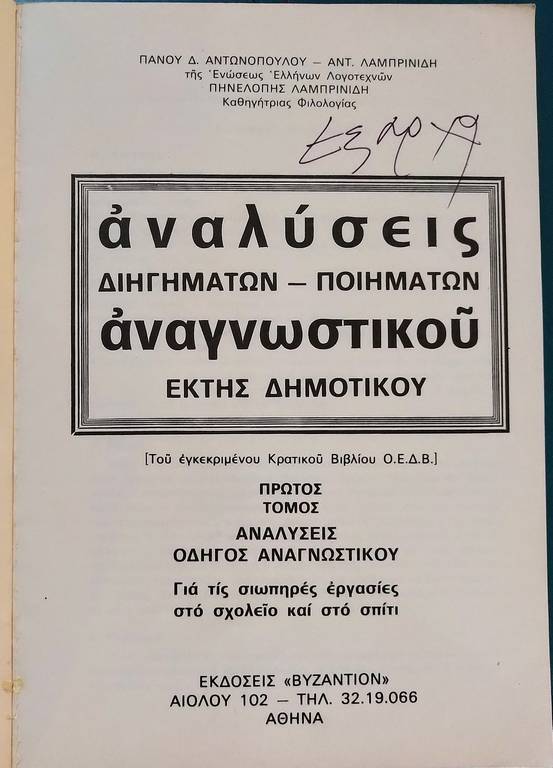 ΠΑΝΟΥ Δ. ΑΝΤΩΝΟΠΟΥΛΟΥ — ΑΝΤ. ΛΑΜΠΡΙΝΙΔΗ
τῆς Ἑνώσεως Ἑλλήνων Λογοτεχνῶν
ΠΗΝΕΛΟΠΗΣ ΛΑΜΠΡΙΝΙΔΗ
Καθηγήτριας Φιλολογίας
ἀναλύσεις
ΔΙΗΓΗΜΑΤΩΝ — ΠΟΙΗΜΑΤΩΝ
ἀναγνωστικοῦ
ΕΚΤΗΣ ΔΗΜΟΤΙΚΟΥ
[Τοῦ ἐγκεκριμένου Κρατικοῦ Βιβλίου Ο.Ε.Δ.Β.]
ΠΡΩΤΟΣ
ΤΟΜΟΣ
ΑΝΑΛΥΣΕΙΣ
ΟΔΗΓΟΣ ΑΝΑΓΝΩΣΤΙΚΟΥ
Γιά τίς σιωπηρές ἐργασίες
στό σχολεῖο καί στό σπίτι
ΕΚΔΟΣΕΙΣ «ΒΥΖΑΝΤΙΟΝ»
ΑΙΟΛΟΥ 102 — ΤΗΛ. 32.19.066
ΑΘΗΝΑ